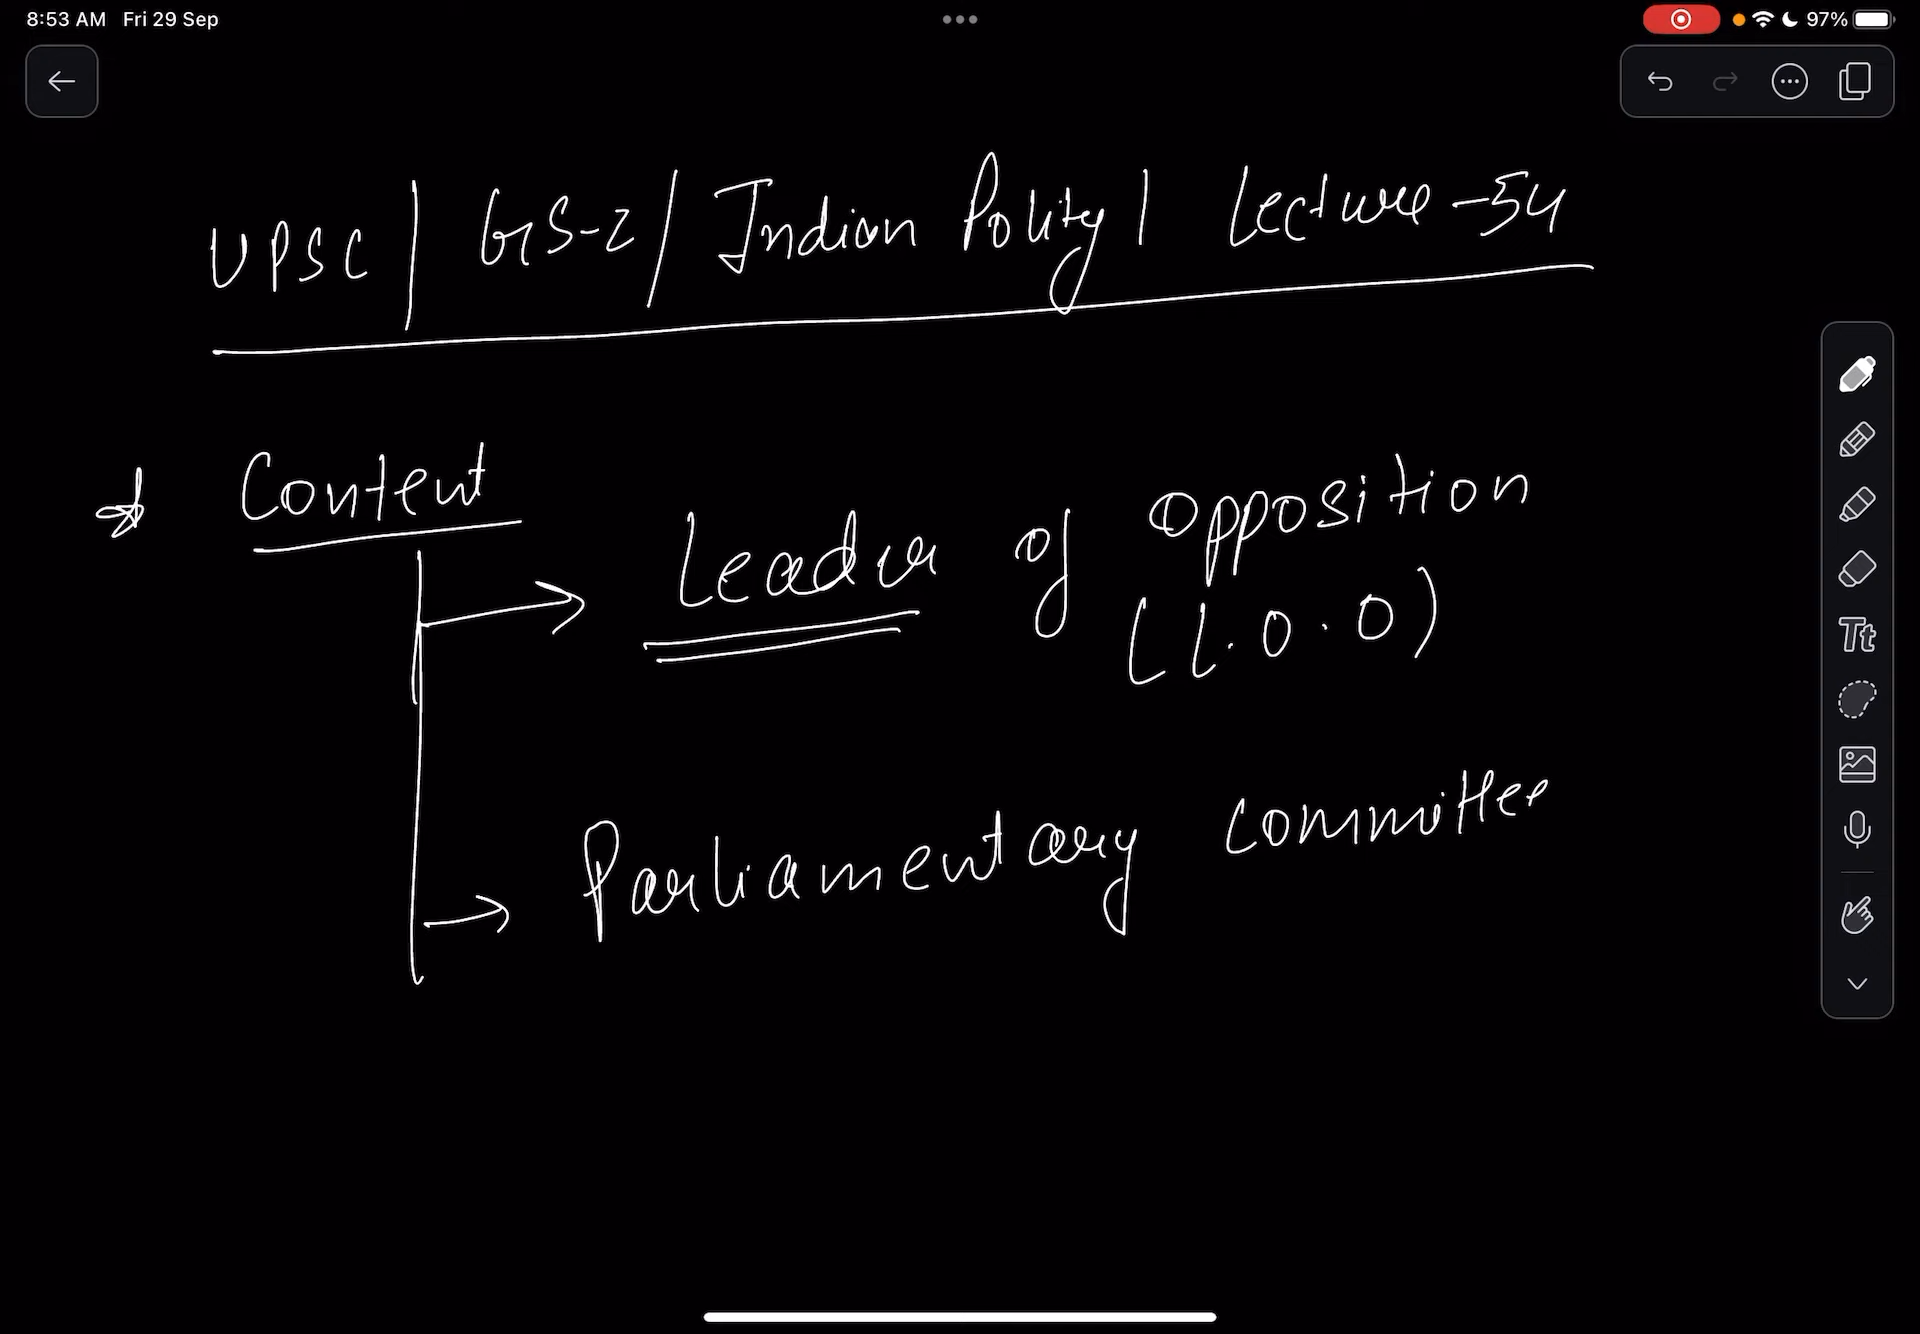 8:53 AM Fri 29 Sep
97%
UPSC | GS-2 / Indian Polity | Lecture-54
Content
Leader of opposition
(L.O.O)
Parliamentary committee
Tt